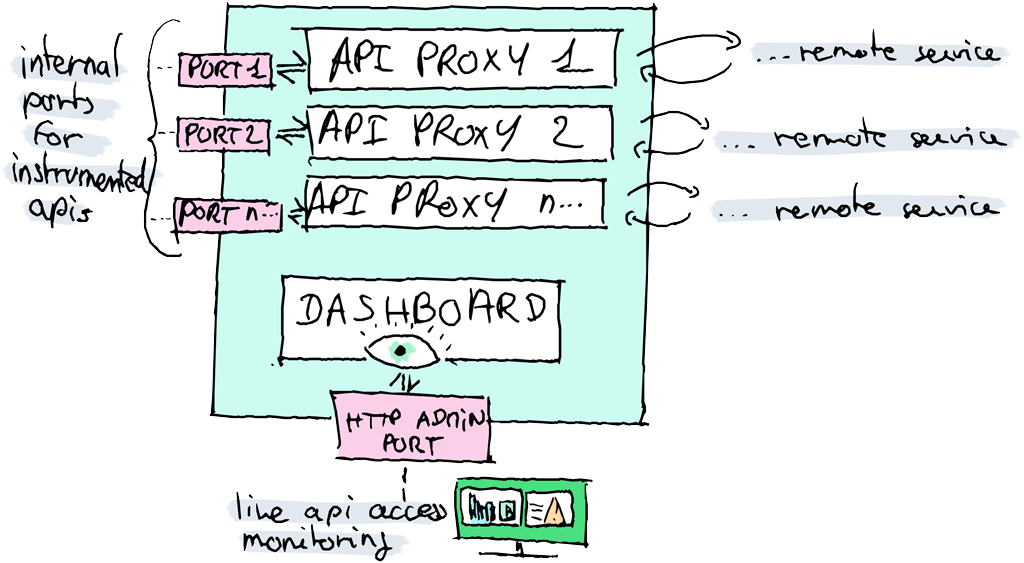 internal
ports
for
instrumented
apis
PORT 1
API PROXY 1
... remote service
PORT 2
API PROXY 2
... remote service
PORT n...
API PROXY n...
... remote service
DASHBOARD
HTTP ADMIN
PORT
live api access
monitoring